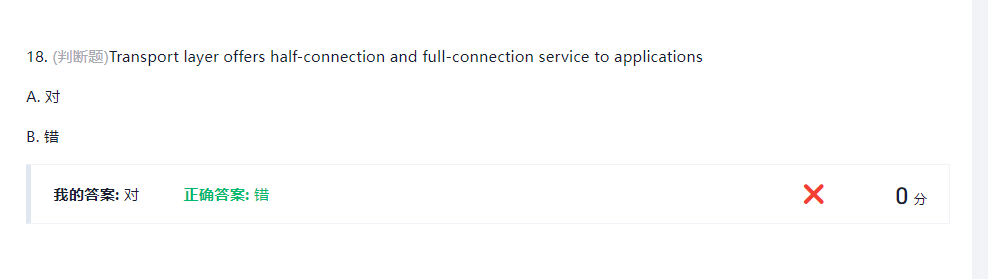 18. (判断题)Transport layer offers half-connection and full-connection service to applications
A. 对
B. 错
我的答案: 对 正确答案: 错 0 分